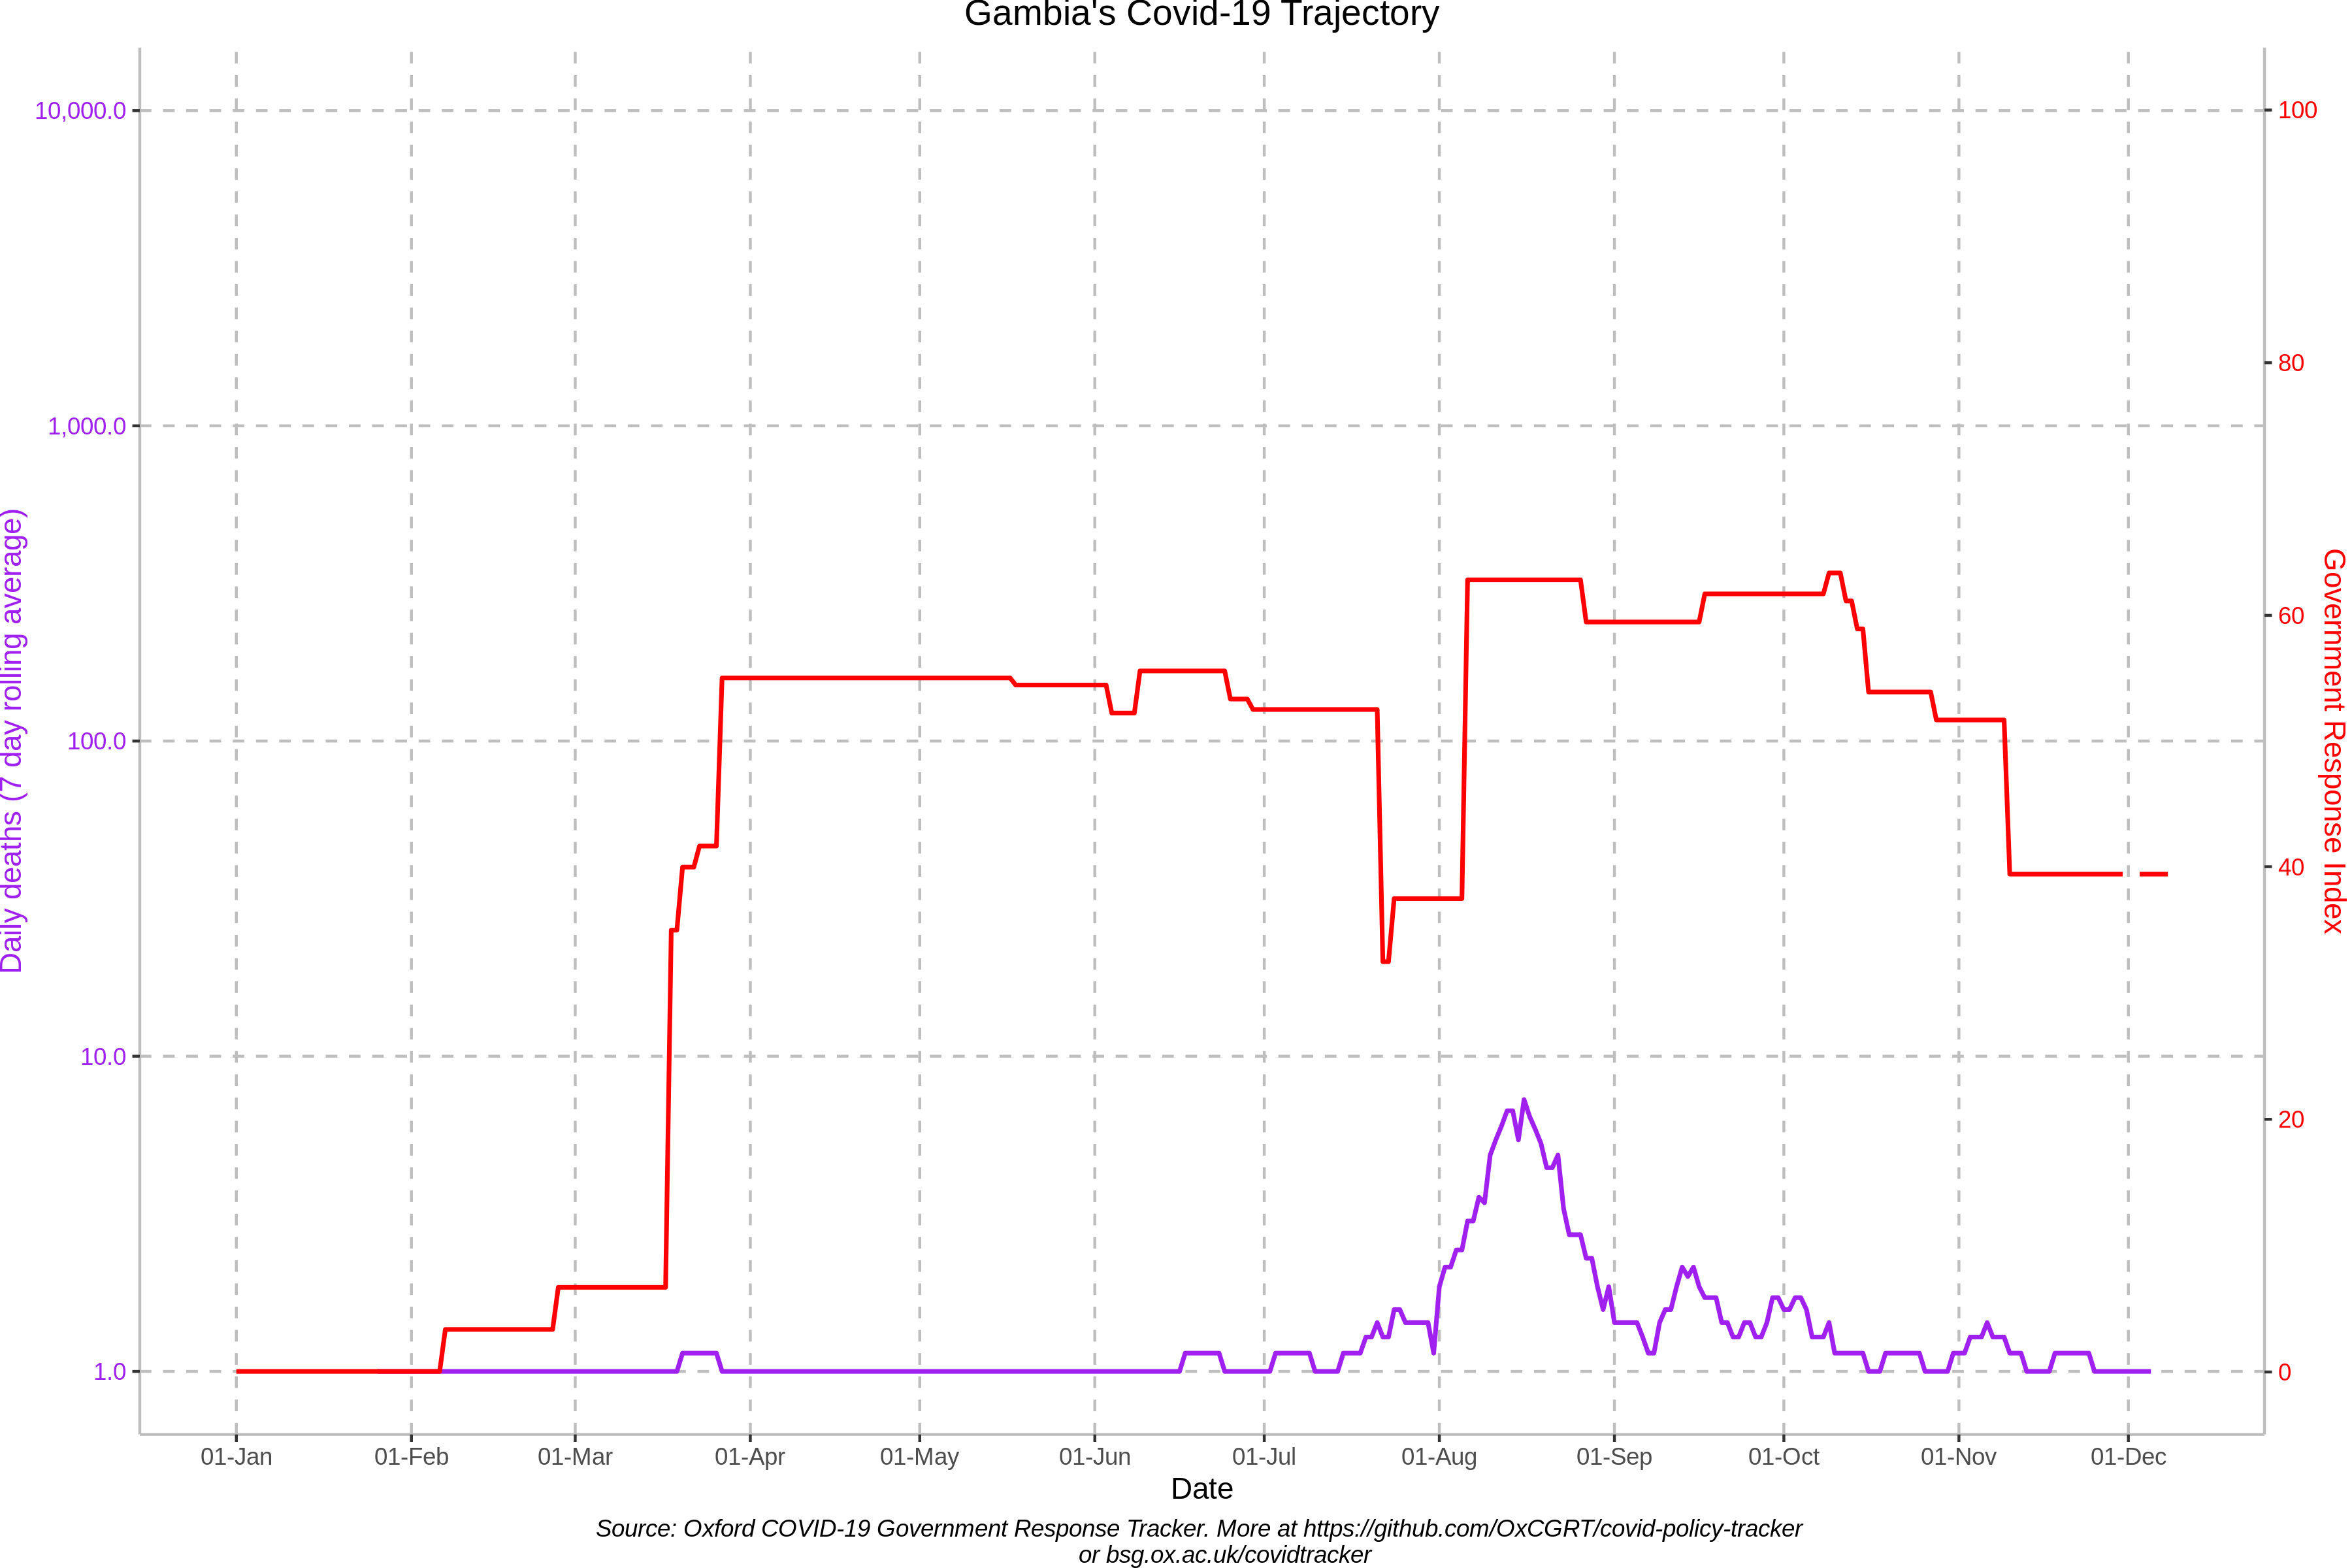 Gambia's Covid-19 Trajectory
10,000.0
1,000.0
100.0
10.0
1.0
Daily deaths (7 day rolling average)
100
80
60
40
20
0
Government Response Index
01-Jan 01-Feb 01-Mar 01-Apr 01-May 01-Jun 01-Jul 01-Aug 01-Sep 01-Oct 01-Nov 01-Dec
Date
Source: Oxford COVID-19 Government Response Tracker. More at https://github.com/OxCGRT/covid-policy-tracker
or bsg.ox.ac.uk/covidtracker